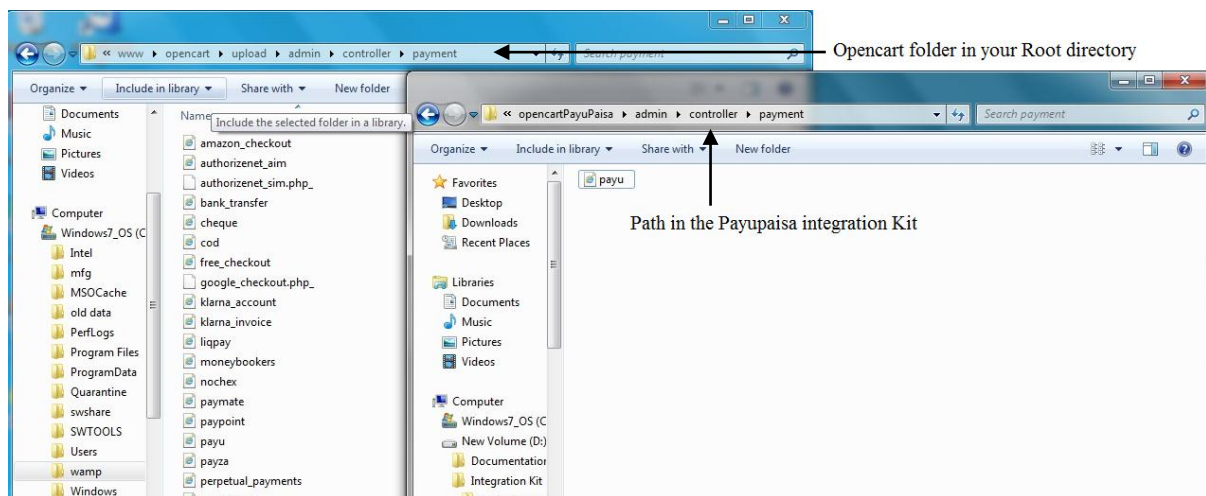 « www ▸ opencart ▸ upload ▸ admin ▸ controller ▸ payment
Search payment
Opencart folder in your Root directory
Organize ▾ Include in library ▾ Share with ▾ New folder
Documents
Music
Pictures
Videos
Computer
Windows7_OS (C
Intel
mfg
MSOCache
old data
PerfLogs
Program Files
ProgramData
Quarantine
swshare
SWTOOLS
Users
wamp
Windows
Name
Include the selected folder in a library.
amazon_checkout
authorizenet_aim
authorizenet_sim.php_
bank_transfer
cheque
cod
free_checkout
google_checkout.php_
klarna_account
klarna_invoice
liqpay
moneybookers
nochex
paymate
paypoint
payu
payza
perpetual_payments
« opencartPayuPaisa ▸ admin ▸ controller ▸ payment
Search payment
Organize ▾ Include in library ▾ Share with ▾ New folder
Favorites
Desktop
Downloads
Recent Places
Libraries
Documents
Music
Pictures
Videos
Computer
Windows7_OS (C
New Volume (D:)
Documentation
Integration Kit
payu
Path in the Payupaisa integration Kit